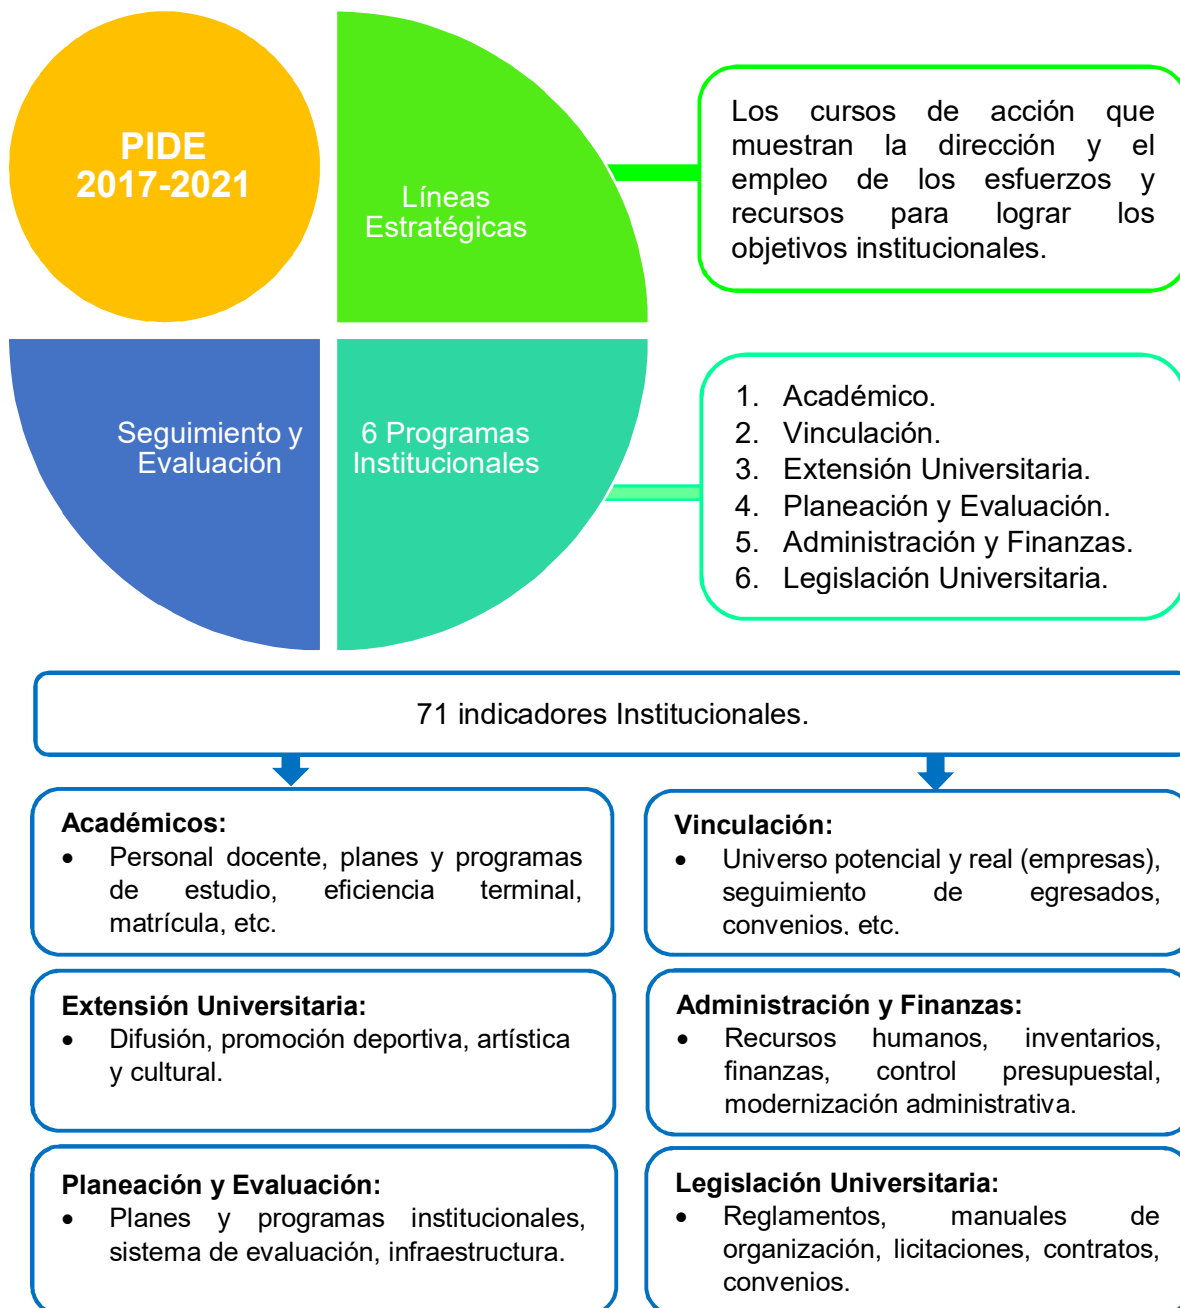 PIDE
2017-2021
Líneas
Estratégicas
Los cursos de acción que
muestran la dirección y el
empleo de los esfuerzos y
recursos para lograr los
objetivos institucionales.
Seguimiento y
Evaluación
6 Programas
Institucionales
1. Académico.
2. Vinculación.
3. Extensión Universitaria.
4. Planeación y Evaluación.
5. Administración y Finanzas.
6. Legislación Universitaria.
71 indicadores Institucionales.
Académicos:
• Personal docente, planes y programas
de estudio, eficiencia terminal,
matrícula, etc.
Vinculación:
• Universo potencial y real (empresas),
seguimiento de egresados,
convenios, etc.
Extensión Universitaria:
• Difusión, promoción deportiva, artística
y cultural.
Administración y Finanzas:
• Recursos humanos, inventarios,
finanzas, control presupuestal,
modernización administrativa.
Planeación y Evaluación:
• Planes y programas institucionales,
sistema de evaluación, infraestructura.
Legislación Universitaria:
• Reglamentos, manuales de
organización, licitaciones, contratos,
convenios.